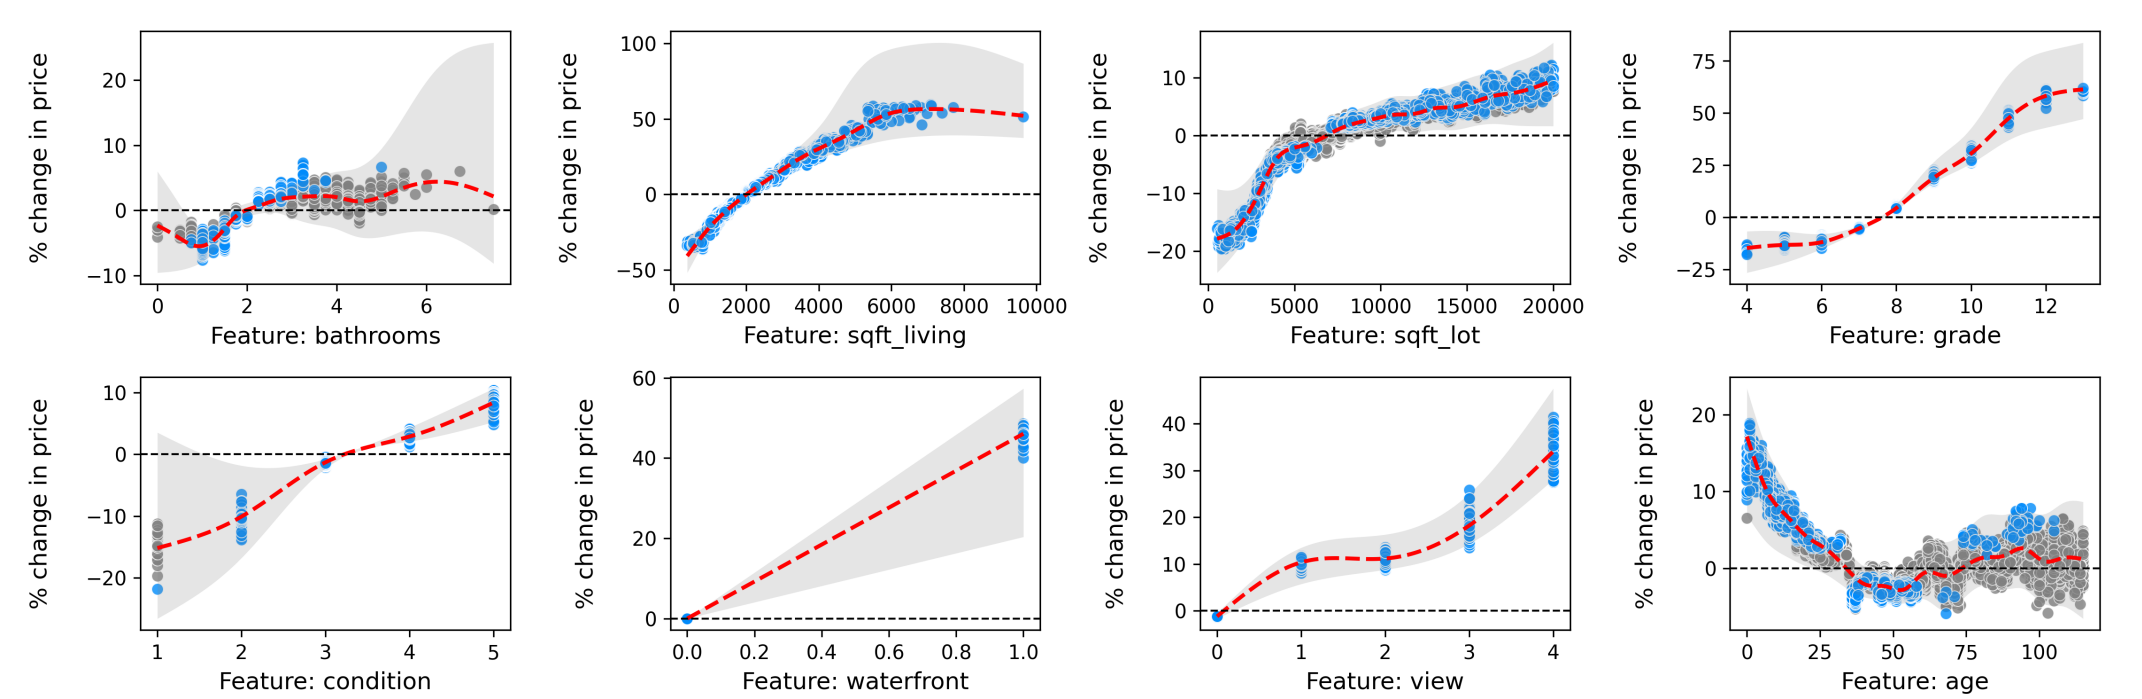 % change in price
20
10
0
−10
0 2 4 6
Feature: bathrooms
% change in price
100
50
0
−50
0 2000 4000 6000 8000 10000
Feature: sqft_living
% change in price
10
0
−10
−20
0 5000 10000 15000 20000
Feature: sqft_lot
% change in price
75
50
25
0
−25
4 6 8 10 12
Feature: grade
% change in price
10
0
−10
−20
1 2 3 4 5
Feature: condition
% change in price
60
40
20
0
0.0 0.2 0.4 0.6 0.8 1.0
Feature: waterfront
% change in price
40
30
20
10
0
0 1 2 3 4
Feature: view
% change in price
20
10
0
0 25 50 75 100
Feature: age